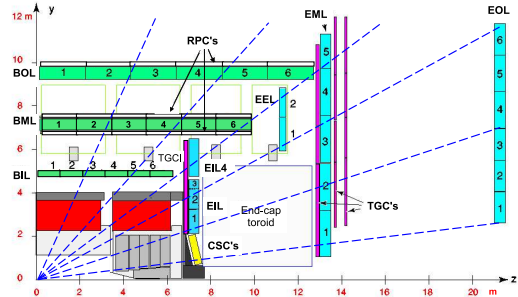 y
12 m
EML
EOL
RPC's
10
BOL 1 2 3 4 5 6
5
6
5
8
EEL
2
1
4
4
BML 1 2 3 4 5 6
6
TGCI
3
3
BIL 1 2 3 4 5 6
EIL4
4
3
2
1
EIL
End-cap
toroid
2
2
TGC's
2
CSC's
1
1
0
0 2 4 6 8 10 12 14 16 18 20 m
z